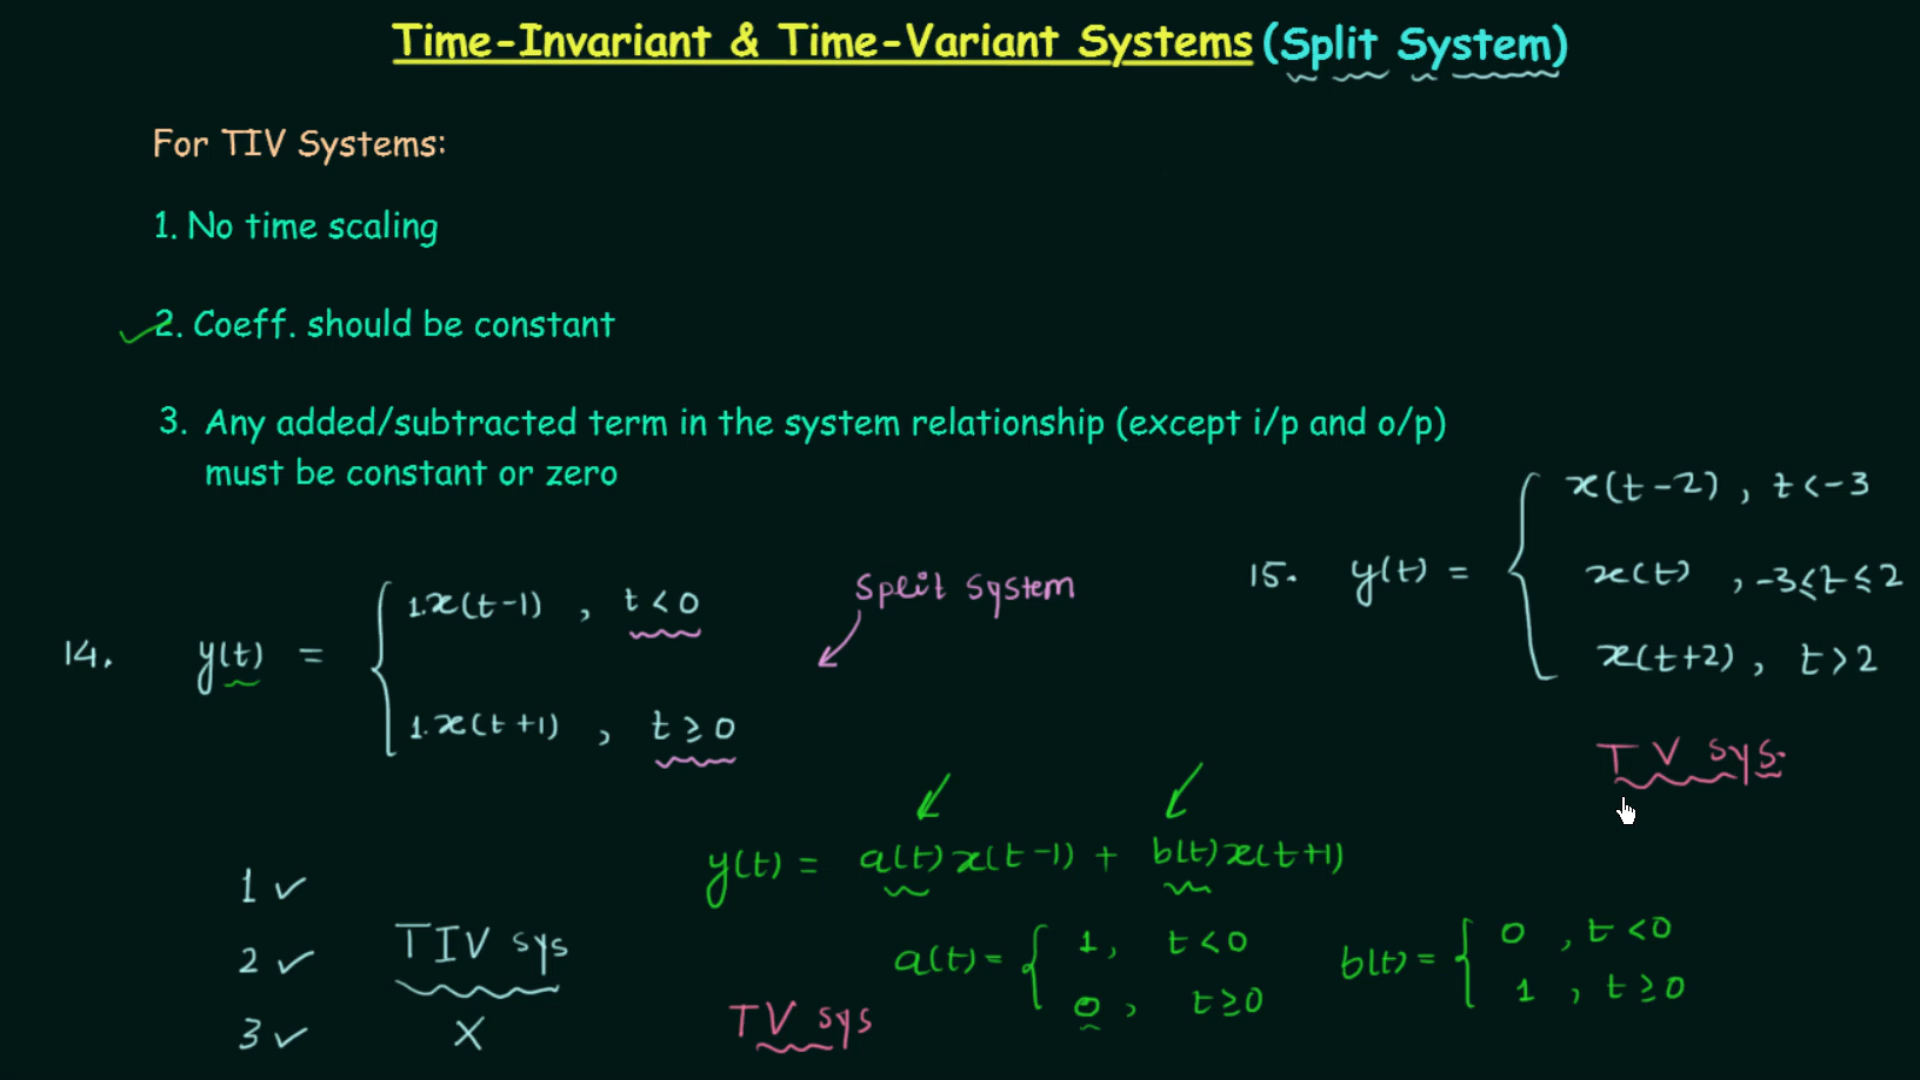 Time-Invariant & Time-Variant Systems (Split System)
For TIV Systems:
1. No time scaling
2. Coeff. should be constant
3. Any added/subtracted term in the system relationship (except i/p and o/p)
must be constant or zero
14. y(t) = { 1.x(t-1) , t < 0
1.x(t+1) , t ≥ 0
Split System
15. y(t) = { x(t-2) , t < -3
x(t) , -3 ≤ t ≤ 2
x(t+2) , t > 2
TV sys.
y(t) = a(t)x(t-1) + b(t)x(t+1)
a(t) = { 1, t < 0
0, t ≥ 0
b(t) = { 0 , t < 0
1 , t ≥ 0
1 ✓
2 ✓
3 ✓
TIV sys
X
TV sys